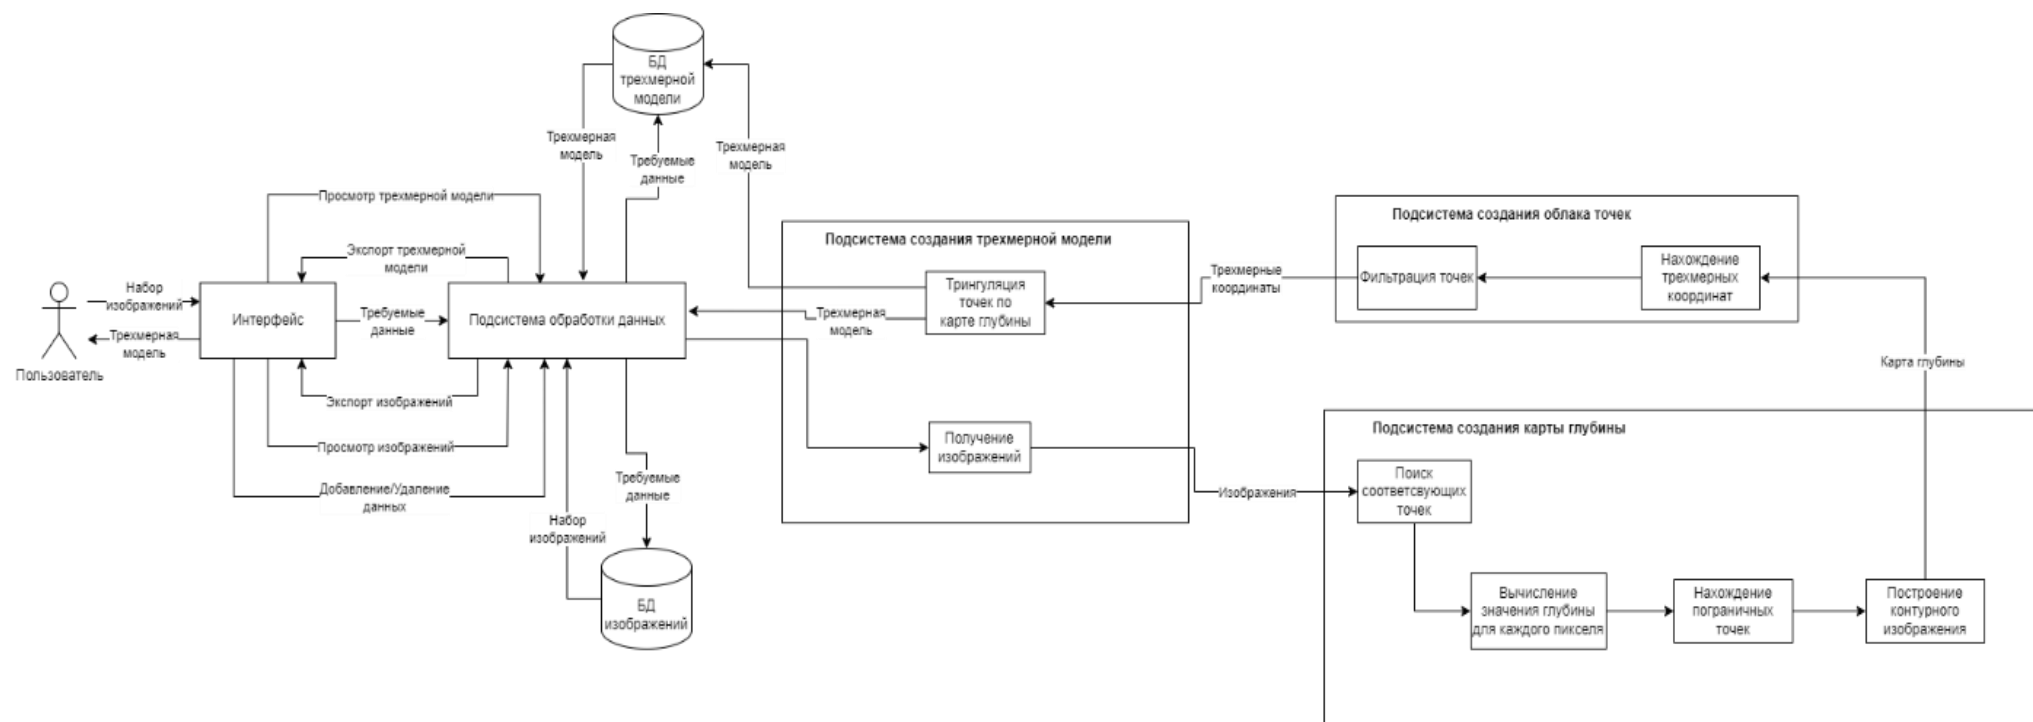 БД
трехмерной
модели
Трехмерная
модель
Требуемые
данные
Трехмерная
модель
Просмотр трехмерной модели
Экспорт трехмерной
модели
Набор
изображений
Интерфейс
Требуемые
данные
Подсистема обработки данных
Трехмерная
модель
Пользователь
Экспорт изображений
Просмотр изображений
Добавление/Удаление
данных
Требуемые
данные
Набор
изображений
БД
изображений
Подсистема создания трехмерной модели
Трингуляция
точек по
карте глубины
Трехмерная
модель
Получение
изображений
Подсистема создания облака точек
Трехмерные
координаты
Фильтрация точек
Нахождение
трехмерных
координат
Карта глубины
Подсистема создания карты глубины
Изображения
Поиск
соответсвующих
точек
Вычисление
значения глубины
для каждого пикселя
Нахождение
пограничных
точек
Построение
контурного
изображения